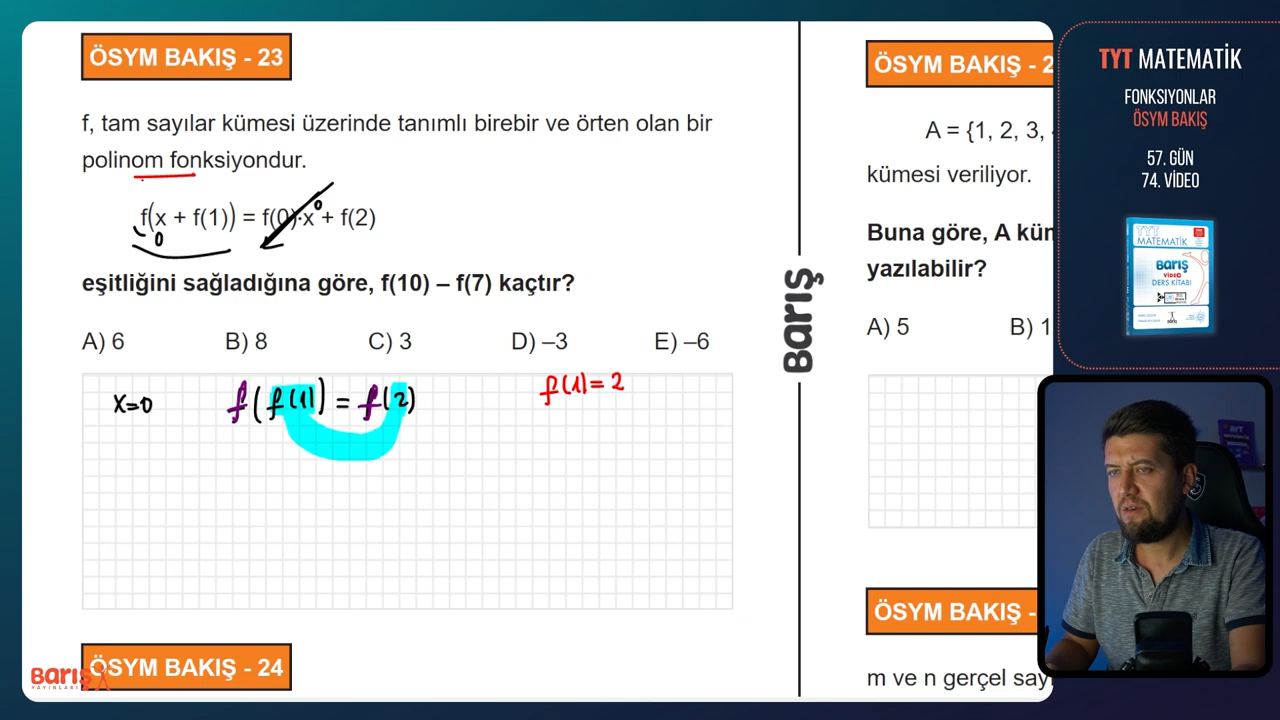 ÖSYM BAKIŞ - 23
f, tam sayılar kümesi üzerinde tanımlı birebir ve örten olan bir
polinom fonksiyondur.
f(x + f(1)) = f(0)·x + f(2)
0
0
eşitliğini sağladığına göre, f(10) – f(7) kaçtır?
A) 6 B) 8 C) 3 D) –3 E) –6
x=0 f(f(1)) = f(2) f(1)=2
ÖSYM BAKIŞ - 24
BARIŞ
YAYINLARI
Barış
ÖSYM BAKIŞ - 2
A = {1, 2, 3,
kümesi veriliyor.
Buna göre, A kün
yazılabilir?
A) 5 B) 1
ÖSYM BAKIŞ -
m ve n gerçel say
TYT MATEMATİK
FONKSIYONLAR
ÖSYM BAKIŞ
57. GÜN
74. VİDEO
TYT
MATEMATİK
BARIŞ
VİDEO
DERS KİTABI